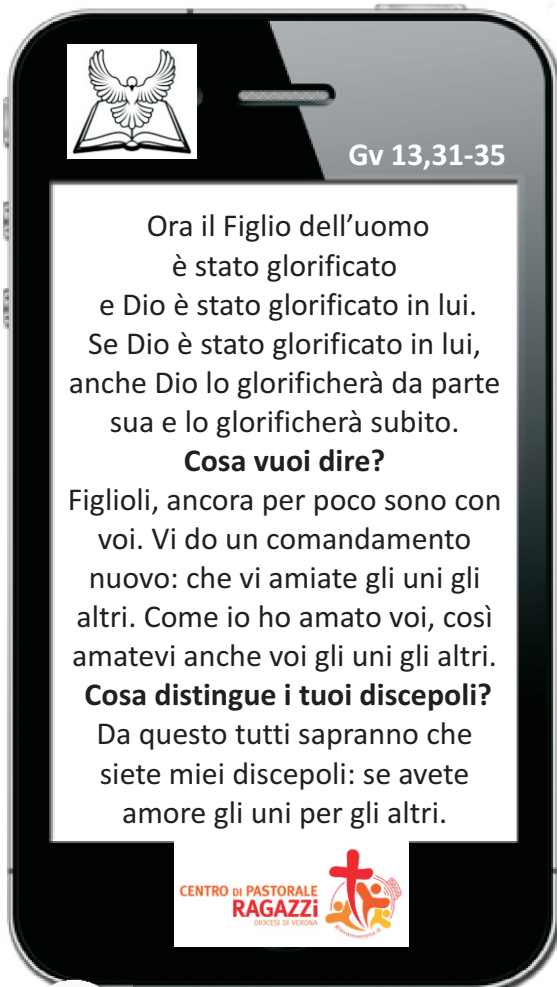 Gv 13,31-35
Ora il Figlio dell’uomo
è stato glorificato
e Dio è stato glorificato in lui.
Se Dio è stato glorificato in lui,
anche Dio lo glorificherà da parte
sua e lo glorificherà subito.
Cosa vuoi dire?
Figlioli, ancora per poco sono con
voi. Vi do un comandamento
nuovo: che vi amiate gli uni gli
altri. Come io ho amato voi, così
amatevi anche voi gli uni gli altri.
Cosa distingue i tuoi discepoli?
Da questo tutti sapranno che
siete miei discepoli: se avete
amore gli uni per gli altri.
CENTRO DI PASTORALE
RAGAZZi
DIOCESI DI VERONA
giovaniverona.it